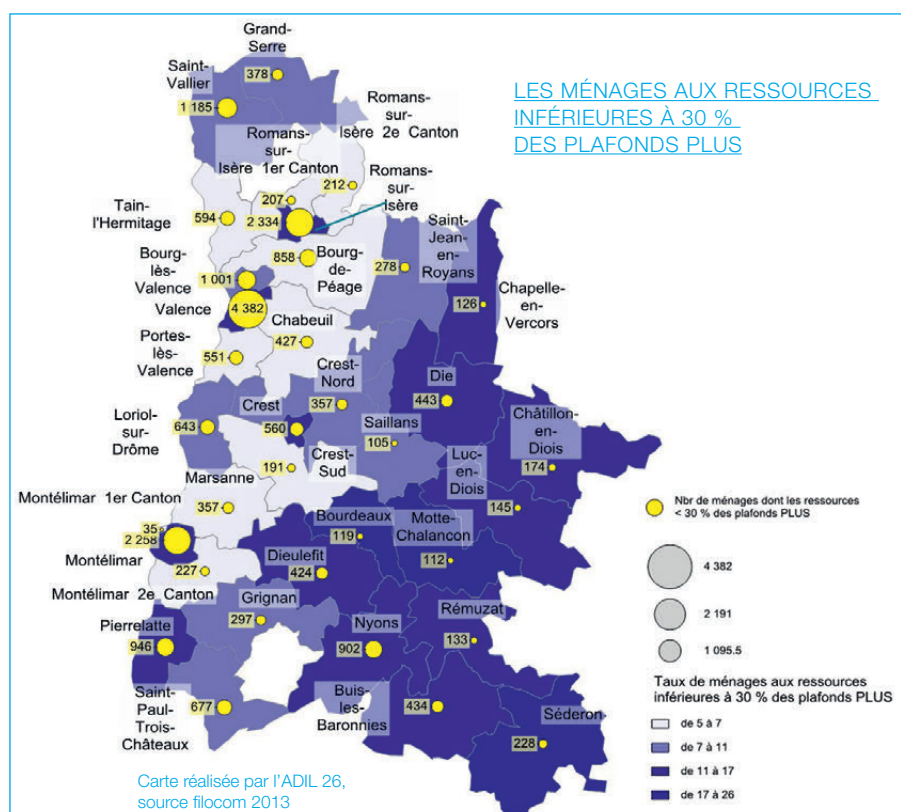 LES MÉNAGES AUX RESSOURCES
INFÉRIEURES À 30 %
DES PLAFONDS PLUS
Grand-
Serre
378
Saint-
Vallier
1 185
Romans-
sur-
Isère 2e Canton
212
Romans-
sur-
Isère 1er Canton
207
Romans-
sur-
Isère
2 334
Tain-
l'Hermitage
594
Saint-
Jean-
en-
Royans
278
Bourg-
de-
Péage
858
Bourg-
lès-
Valence
1 001
Chapelle-
en-
Vercors
126
Valence
4 382
Chabeuil
427
Portes-
lès-
Valence
551
Crest-
Nord
357
Die
443
Crest
560
Châtillon-
en-
Diois
174
Loriol-
sur-
Drôme
643
Saillans
105
Crest-
Sud
191
Luc-
en-
Diois
145
Marsanne
357
Montélimar 1er Canton
35
2 258
Montélimar
227
Montélimar 2e Canton
Bourdeaux
119
Motte-
Chalancon
112
Dieulefit
424
Grignan
297
Rémuzat
133
Pierrelatte
946
Nyons
902
Saint-
Paul-
Trois-
Châteaux
677
Buis-
les-
Baronnies
434
Séderon
228
Nbr de ménages dont les ressources
< 30 % des plafonds PLUS
4 382
2 191
1 095.5
Taux de ménages aux ressources
inférieures à 30 % des plafonds PLUS
de 5 à 7
de 7 à 11
de 11 à 17
de 17 à 26
Carte réalisée par l'ADIL 26,
source filocom 2013